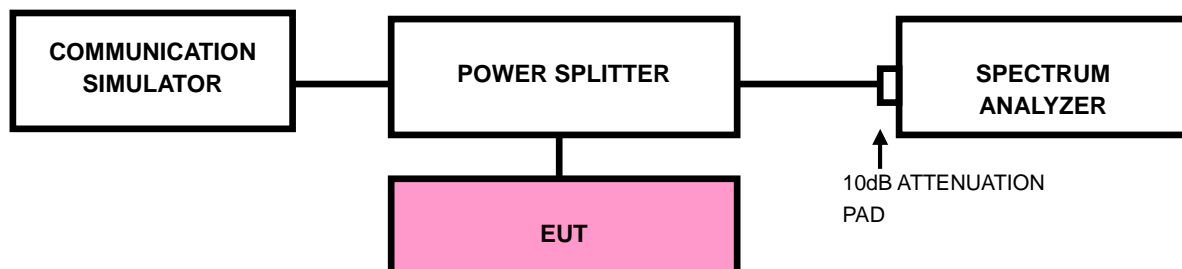 COMMUNICATION
SIMULATOR
POWER SPLITTER
SPECTRUM
ANALYZER
10dB ATTENUATION
PAD
EUT